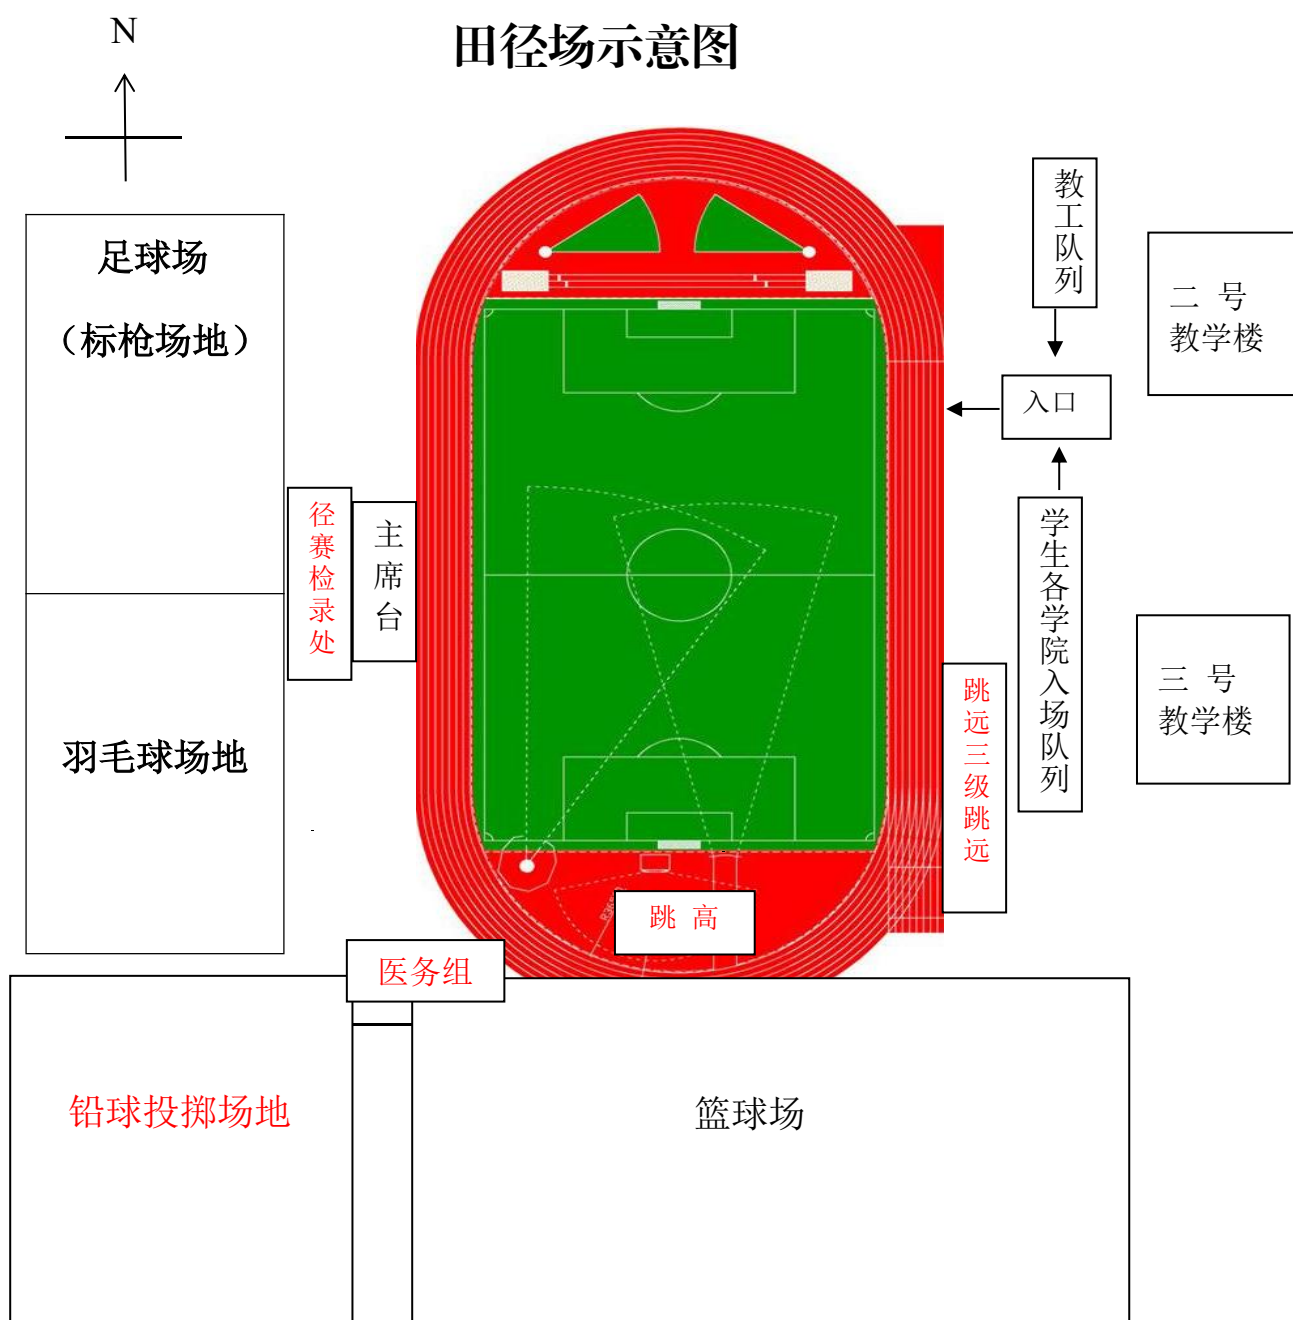 N
田径场示意图
教工队列
足球场
（标枪场地）
二 号
教学楼
入口
径赛检录处
主席台
学生各学院入场队列
跳远三级跳远
三 号
教学楼
羽毛球场地
跳 高
医务组
铅球投掷场地
篮球场